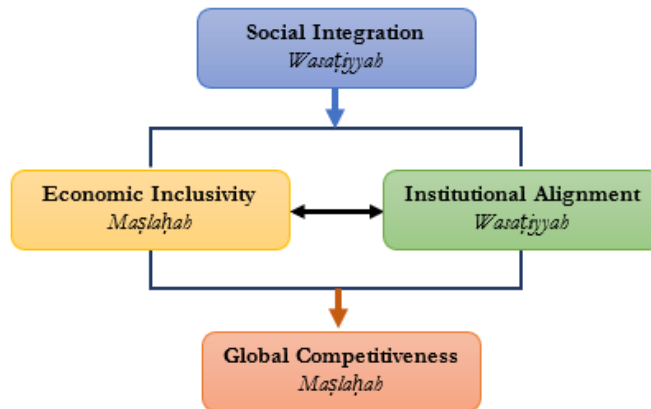 Social Integration
Wasaṭiyyah
Economic Inclusivity
Maṣlaḥah
Institutional Alignment
Wasaṭiyyah
Global Competitiveness
Maṣlaḥah